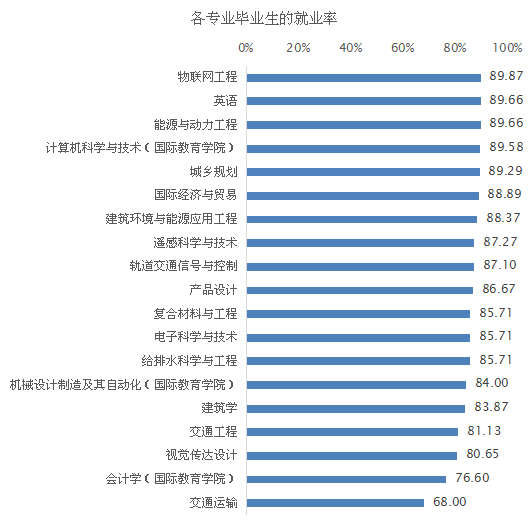 各专业毕业生的就业率
0% 20% 40% 60% 80% 100%
物联网工程 89.87
英语 89.66
能源与动力工程 89.66
计算机科学与技术（国际教育学院） 89.58
城乡规划 89.29
国际经济与贸易 88.89
建筑环境与能源应用工程 88.37
遥感科学与技术 87.27
轨道交通信号与控制 87.10
产品设计 86.67
复合材料与工程 85.71
电子科学与技术 85.71
给排水科学与工程 85.71
机械设计制造及其自动化（国际教育学院） 84.00
建筑学 83.87
交通工程 81.13
视觉传达设计 80.65
会计学（国际教育学院） 76.60
交通运输 68.00